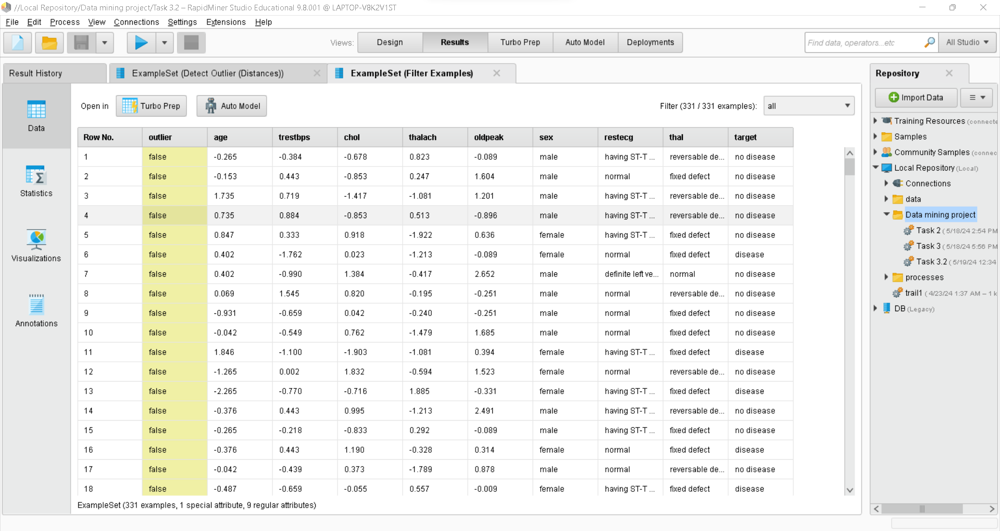 //Local Repository/Data mining project/Task 3.2 – RapidMiner Studio Educational 9.8.001 @ LAPTOP-V8K2V1ST
File Edit Process View Connections Settings Extensions Help
Views: Design Results Turbo Prep Auto Model Deployments Find data, operators...etc All Studio
Result History ExampleSet (Detect Outlier (Distances)) ExampleSet (Filter Examples)
Open in Turbo Prep Auto Model Filter (331 / 331 examples): all
Data
Statistics
Visualizations
Annotations
Row No. outlier age trestbps chol thalach oldpeak sex restecg thal target
1 false -0.265 -0.384 -0.678 0.823 -0.089 male having ST-T ... reversable de... no disease
2 false -0.153 0.443 -0.853 0.247 1.604 male normal fixed defect no disease
3 false 1.735 0.719 -1.417 -1.081 1.201 male having ST-T ... reversable de... no disease
4 false 0.735 0.884 -0.853 0.513 -0.896 male having ST-T ... reversable de... no disease
5 false 0.847 0.333 0.918 -1.922 0.636 female having ST-T ... fixed defect no disease
6 false 0.402 -1.762 0.023 -1.213 -0.089 female normal fixed defect disease
7 false 0.402 -0.990 1.384 -0.417 2.652 male definite left ve... normal no disease
8 false 0.069 1.545 0.820 -0.195 -0.251 male normal reversable de... no disease
9 false -0.931 -0.659 0.042 -0.240 -0.251 male normal fixed defect no disease
10 false -0.042 -0.549 0.762 -1.479 1.685 male normal fixed defect no disease
11 false 1.846 -1.100 -1.903 -1.081 0.394 female having ST-T ... fixed defect disease
12 false -1.265 0.002 1.832 -0.594 1.523 female normal reversable de... no disease
13 false -2.265 -0.770 -0.716 1.885 -0.331 female having ST-T ... fixed defect disease
14 false -0.376 0.443 0.995 -1.213 2.491 male having ST-T ... reversable de... no disease
15 false -0.265 -0.218 -0.833 0.292 -0.089 male having ST-T ... fixed defect no disease
16 false -0.376 0.443 1.190 -0.328 0.314 female normal fixed defect disease
17 false -0.042 -0.439 0.373 -1.789 0.878 male normal reversable de... no disease
18 false -0.487 -0.659 -0.055 0.557 -0.009 female having ST-T ... fixed defect disease
ExampleSet (331 examples, 1 special attribute, 9 regular attributes)
Repository
Import Data
Training Resources (connecte
Samples
Community Samples (connec
Local Repository (Local)
Connections
data
Data mining project
Task 2 (5/18/24 2:54 PM
Task 3 (5/18/24 5:56 PM
Task 3.2 (5/19/24 12:34
processes
trail1 (4/23/24 1:37 AM – 1 k
DB (Legacy)